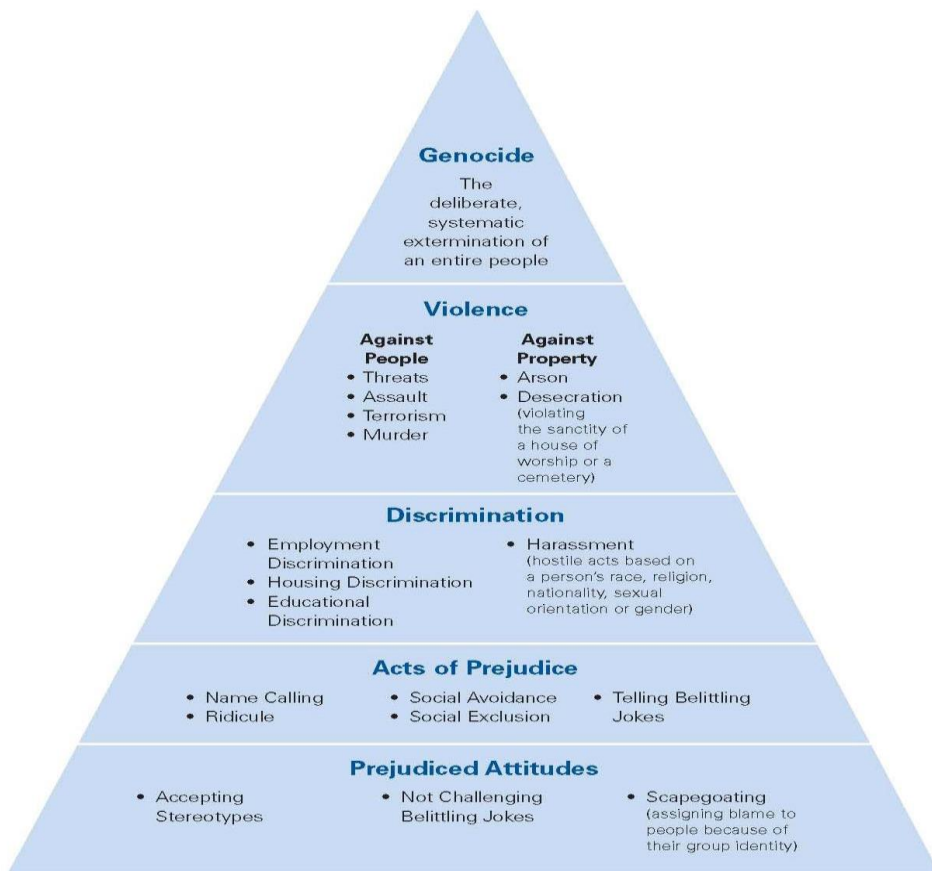 Genocide
The
deliberate,
systematic
extermination of
an entire people
Violence
Against
People
• Threats
• Assault
• Terrorism
• Murder
Against
Property
• Arson
• Desecration
(violating
the sanctity of
a house of
worship or a
cemetery)
Discrimination
• Employment
Discrimination
• Housing Discrimination
• Educational
Discrimination
• Harassment
(hostile acts based on
a person's race, religion,
nationality, sexual
orientation or gender)
Acts of Prejudice
• Name Calling
• Ridicule
• Social Avoidance
• Social Exclusion
• Telling Belittling
Jokes
Prejudiced Attitudes
• Accepting
Stereotypes
• Not Challenging
Belittling Jokes
• Scapegoating
(assigning blame to
people because of
their group identity)